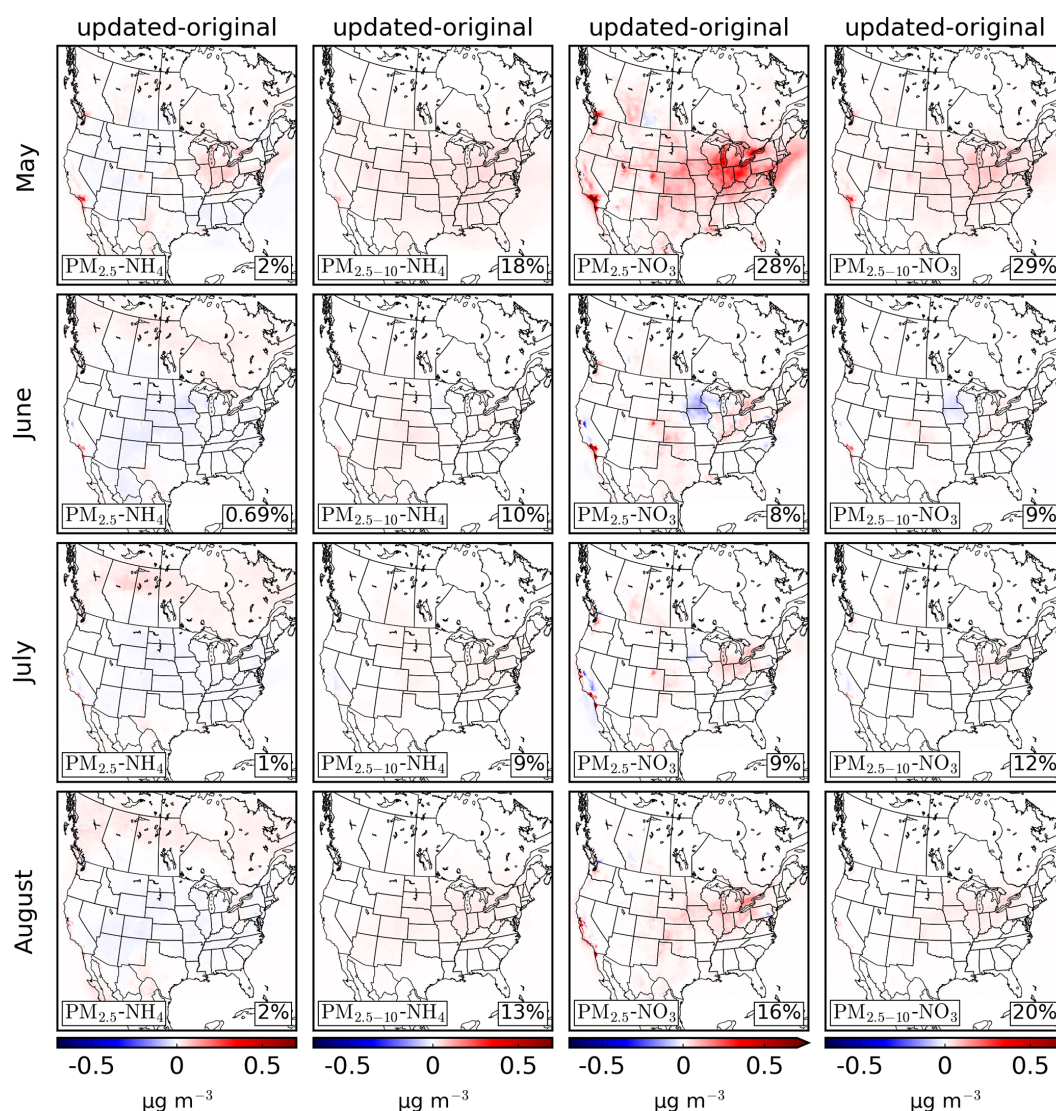 updated-original updated-original updated-original updated-original
May
PM₂.₅-NH₄ 2% PM₂.₅₋₁₀-NH₄ 18% PM₂.₅-NO₃ 28% PM₂.₅₋₁₀-NO₃ 29%
June
PM₂.₅-NH₄ 0.69% PM₂.₅₋₁₀-NH₄ 10% PM₂.₅-NO₃ 8% PM₂.₅₋₁₀-NO₃ 9%
July
PM₂.₅-NH₄ 1% PM₂.₅₋₁₀-NH₄ 9% PM₂.₅-NO₃ 9% PM₂.₅₋₁₀-NO₃ 12%
August
PM₂.₅-NH₄ 2% PM₂.₅₋₁₀-NH₄ 13% PM₂.₅-NO₃ 16% PM₂.₅₋₁₀-NO₃ 20%
-0.5 0 0.5 -0.5 0 0.5 -0.5 0 0.5 -0.5 0 0.5
μg m⁻³ μg m⁻³ μg m⁻³ μg m⁻³